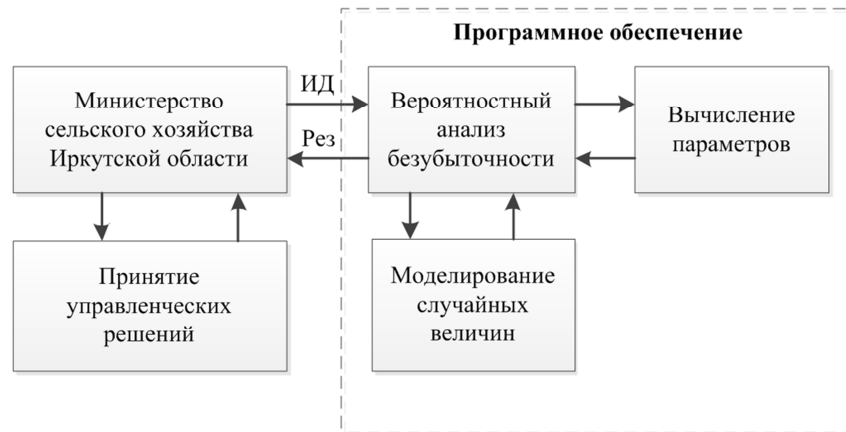 Программное обеспечение
Министерство
сельского хозяйства
Иркутской области
ИД
Рез
Вероятностный
анализ
безубыточности
Вычисление
параметров
Принятие
управленческих
решений
Моделирование
случайных
величин